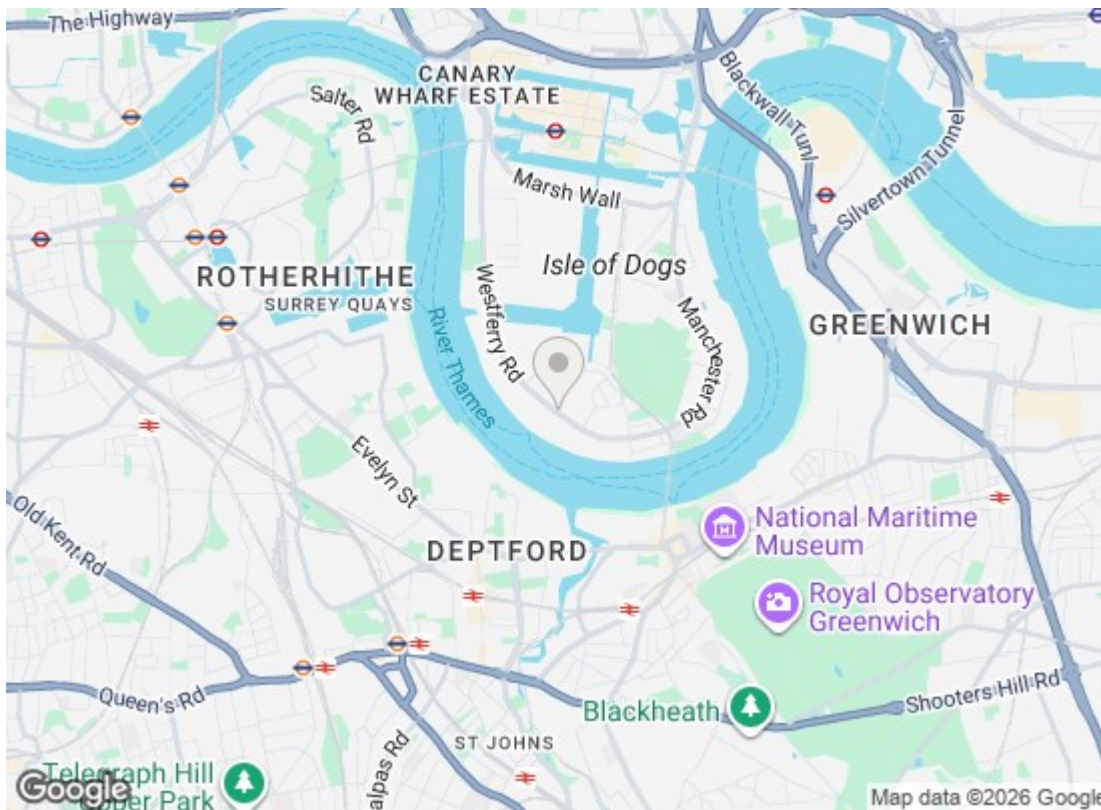 The Highway
CANARY
WHARF ESTATE
Salter Rd
Blackwall Tunl
Silvertown Tunnel
Marsh Wall
Isle of Dogs
ROTHERHITHE
SURREY QUAYS
Westferry Rd
River Thames
Manchester Rd
GREENWICH
Evelyn St
Old Kent Rd
DEPTFORD
National Maritime
Museum
Royal Observatory
Greenwich
Queen's Rd
Blackheath
Shooters Hill Rd
ST JOHNS
alpas Rd
Telegraph Hill
Upper Park
Google
Map data ©2026 Google